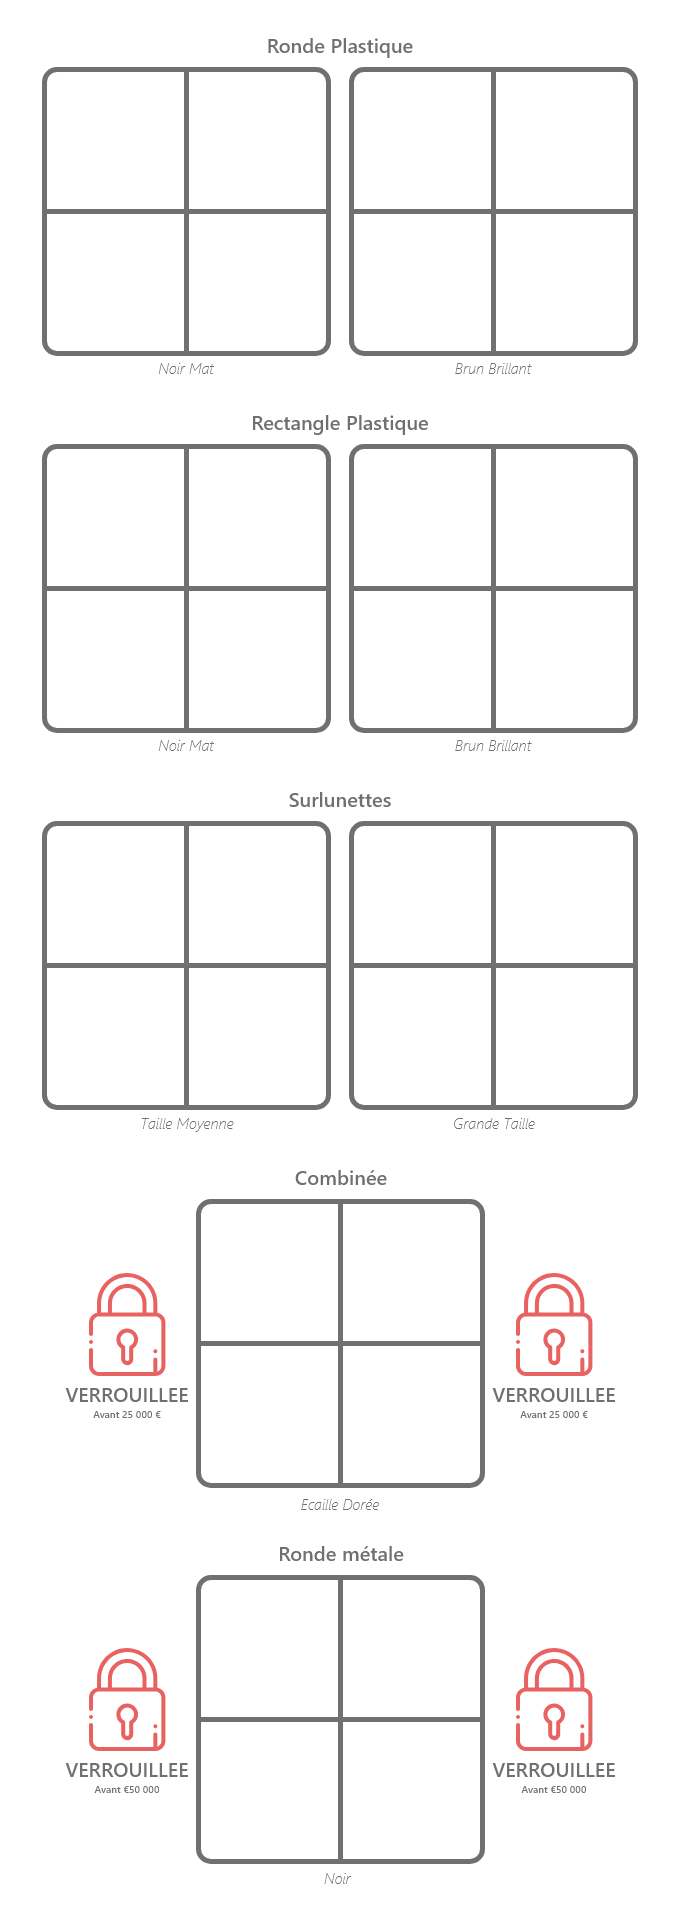 Ronde Plastique
Noir Mat
Brun Brillant
Rectangle Plastique
Noir Mat
Brun Brillant
Surlunettes
Taille Moyenne
Grande Taille
Combinée
VERROUILLEE
Avant 25 000 €
VERROUILLEE
Avant 25 000 €
Ecaille Dorée
Ronde métale
VERROUILLEE
Avant €50 000
VERROUILLEE
Avant €50 000
Noir